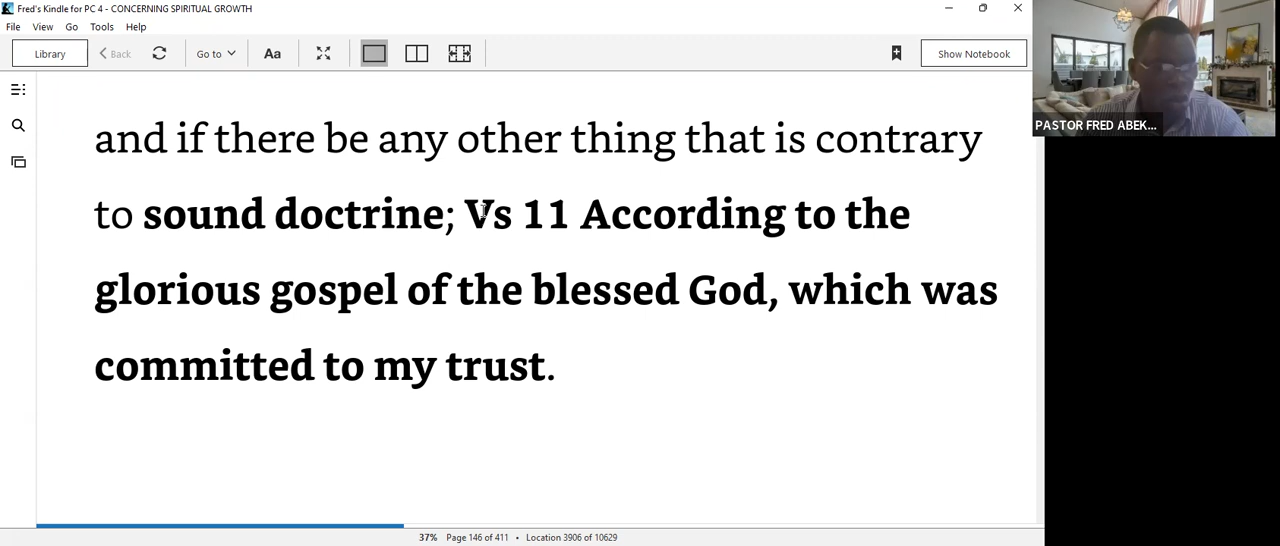 Fred's Kindle for PC 4 - CONCERNING SPIRITUAL GROWTH
File View Go Tools Help
Library Back Go to Aa Show Notebook
PASTOR FRED ABEK...
and if there be any other thing that is contrary
to sound doctrine; Vs 11 According to the
glorious gospel of the blessed God, which was
committed to my trust.
37% Page 146 of 411 • Location 3906 of 10629